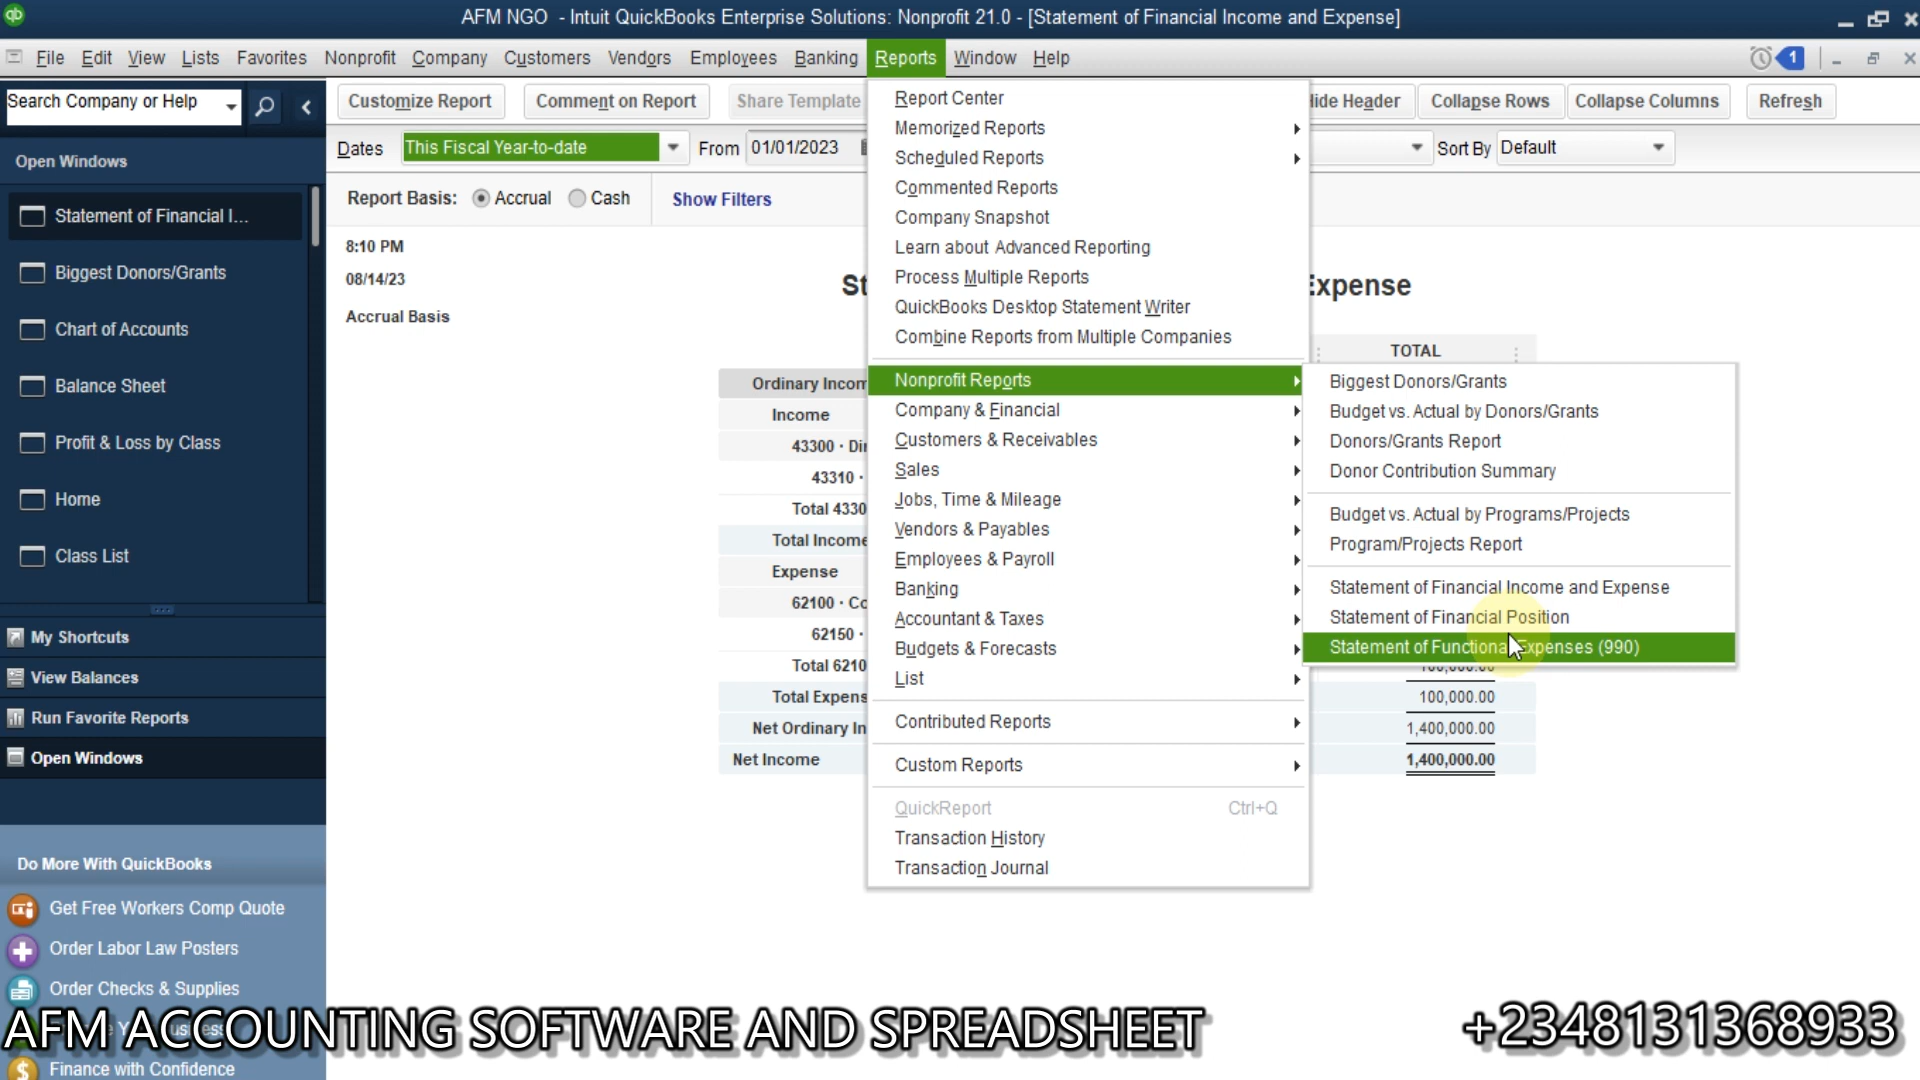 AFM NGO - Intuit QuickBooks Enterprise Solutions: Nonprofit 21.0 - [Statement of Financial Income and Expense]
File Edit View Lists Favorites Nonprofit Company Customers Vendors Employees Banking Reports Window Help
1
Search Company or Help
Customize Report Comment on Report Share Template Hide Header Collapse Rows Collapse Columns Refresh
Dates This Fiscal Year-to-date From 01/01/2023 Sort By Default
Report Basis: Accrual Cash Show Filters
Open Windows
Statement of Financial I...
Biggest Donors/Grants
Chart of Accounts
Balance Sheet
Profit & Loss by Class
Home
Class List
My Shortcuts
View Balances
Run Favorite Reports
Open Windows
Do More With QuickBooks
Get Free Workers Comp Quote
Order Labor Law Posters
Order Checks & Supplies
Finance with Confidence
8:10 PM
08/14/23
Accrual Basis
St
Expense
TOTAL
Ordinary Incom
Income
43300 · Dir
43310 ·
Total 4330
Total Income
Expense
62100 · Co
62150 ·
Total 6210
100,000.00
Total Expens
100,000.00
Net Ordinary In
1,400,000.00
Net Income
1,400,000.00
Report Center
Memorized Reports
Scheduled Reports
Commented Reports
Company Snapshot
Learn about Advanced Reporting
Process Multiple Reports
QuickBooks Desktop Statement Writer
Combine Reports from Multiple Companies
Nonprofit Reports
Company & Financial
Customers & Receivables
Sales
Jobs, Time & Mileage
Vendors & Payables
Employees & Payroll
Banking
Accountant & Taxes
Budgets & Forecasts
List
Contributed Reports
Custom Reports
QuickReport Ctrl+Q
Transaction History
Transaction Journal
Biggest Donors/Grants
Budget vs. Actual by Donors/Grants
Donors/Grants Report
Donor Contribution Summary
Budget vs. Actual by Programs/Projects
Program/Projects Report
Statement of Financial Income and Expense
Statement of Financial Position
Statement of Functional Expenses (990)
AFM ACCOUNTING SOFTWARE AND SPREADSHEET
+2348131368933